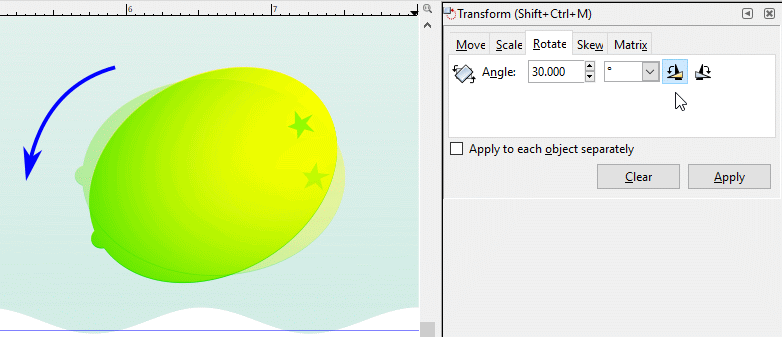 6 7
Transform (Shift+Ctrl+M)
Move Scale Rotate Skew Matrix
Angle: 30.000 °
Apply to each object separately
Clear Apply